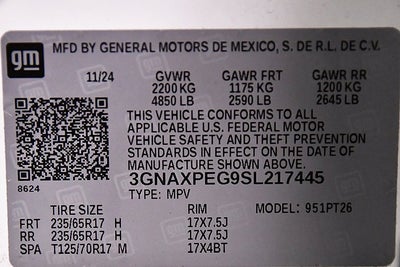 gm MFD BY GENERAL MOTORS DE MEXICO, S. DE R.L. DE C.V.
11/24 GVWR GAWR FRT GAWR RR
2200 KG 1175 KG 1200 KG
4850 LB 2590 LB 2645 LB
THIS VEHICLE CONFORMS TO ALL
APPLICABLE U.S. FEDERAL MOTOR
VEHICLE SAFETY AND THEFT PREVENTION
STANDARDS IN EFFECT ON THE DATE OF
MANUFACTURE SHOWN ABOVE.
3GNAXPEG9SL217445
8624 TYPE: MPV
TIRE SIZE RIM MODEL: 951PT26
FRT 235/65R17 H 17X7.5J
RR 235/65R17 H 17X7.5J
SPA T125/70R17 M 17X4BT